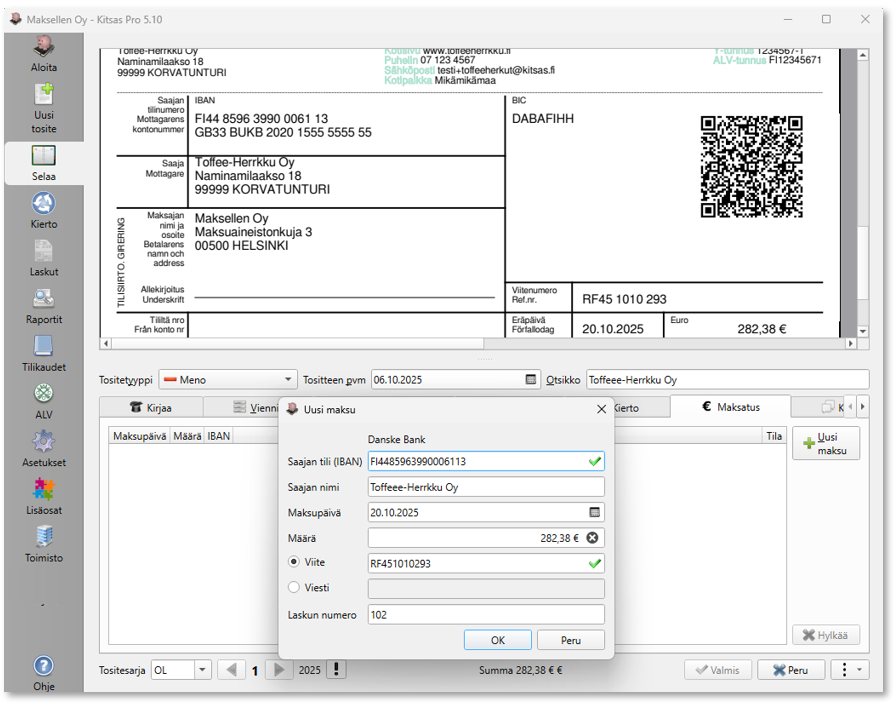 Maksellen Oy - Kitsas Pro 5.10
Aloita
Uusi
tosite
Selaa
Kierto
Laskut
Raportit
Tilikaudet
ALV
Asetukset
Lisäosat
Toimisto
Ohje
Toffee-Herrkku Oy
Naminamilaakso 18
99999 KORVATUNTURI
Kotisivu www.toffeeherrkku.fi
Puhelin 07 123 4567
Sähköposti testi+toffeeherkut@kitsas.fi
Kotipaikka Mikämikämaa
Y-tunnus 1234567-1
ALV-tunnus FI12345671
Saajan
tilinumero
Mottagarens
kontonummer
IBAN
FI44 8596 3990 0061 13
GB33 BUKB 2020 1555 5555 55
BIC
DABAFIHH
Saaja
Mottagare
Toffee-Herrkku Oy
Naminamilaakso 18
99999 KORVATUNTURI
TILISIIRTO. GIRERING
Maksajan
nimi ja
osoite
Betalarens
namn och
address
Maksellen Oy
Maksuaineistonkuja 3
00500 HELSINKI
Allekirjoitus
Underskrift
Viitenumero
Ref.nr.
RF45 1010 293
Tililtä nro
Från konto nr
Eräpäivä
Förfallodag
20.10.2025
Euro
282,38 €
Tositetyyppi
Meno
Tositteen pvm
06.10.2025
Otsikko
Toffeee-Herrkku Oy
Kirjaa
Vienni
Kierto
€ Maksatus
K
Maksupäivä
Määrä
IBAN
Tila
Uusi
maksu
Hylkää
Uusi maksu
Danske Bank
Saajan tili (IBAN)
FI4485963990006113
Saajan nimi
Toffeee-Herrkku Oy
Maksupäivä
20.10.2025
Määrä
282,38 €
Viite
RF451010293
Viesti
Laskun numero
102
OK
Peru
Tositesarja
OL
1
2025
Summa 282,38 € €
Valmis
Peru